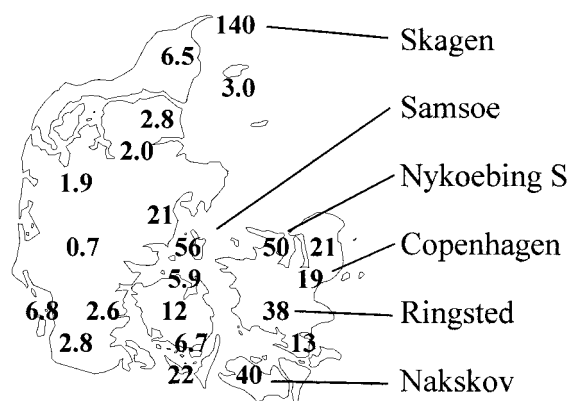 140
Skagen
6.5
3.0
Samsoe
2.8
2.0
Nykoebing S
1.9
21
0.7 56 50 21 Copenhagen
5.9 19
6.8 2.6 12 38 Ringsted
2.8 6.7 13
22 40 Nakskov